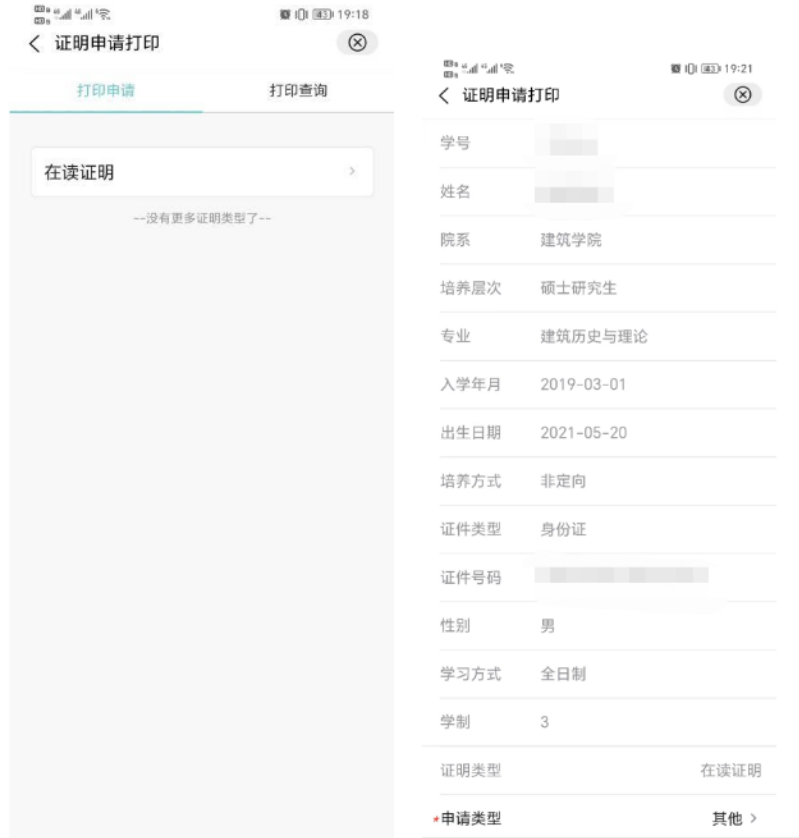 19:18
证明申请打印
打印申请
打印查询
在读证明
--没有更多证明类型了--
19:21
证明申请打印
学号
姓名
院系 建筑学院
培养层次 硕士研究生
专业 建筑历史与理论
入学年月 2019-03-01
出生日期 2021-05-20
培养方式 非定向
证件类型 身份证
证件号码
性别 男
学习方式 全日制
学制 3
证明类型 在读证明
*申请类型 其他